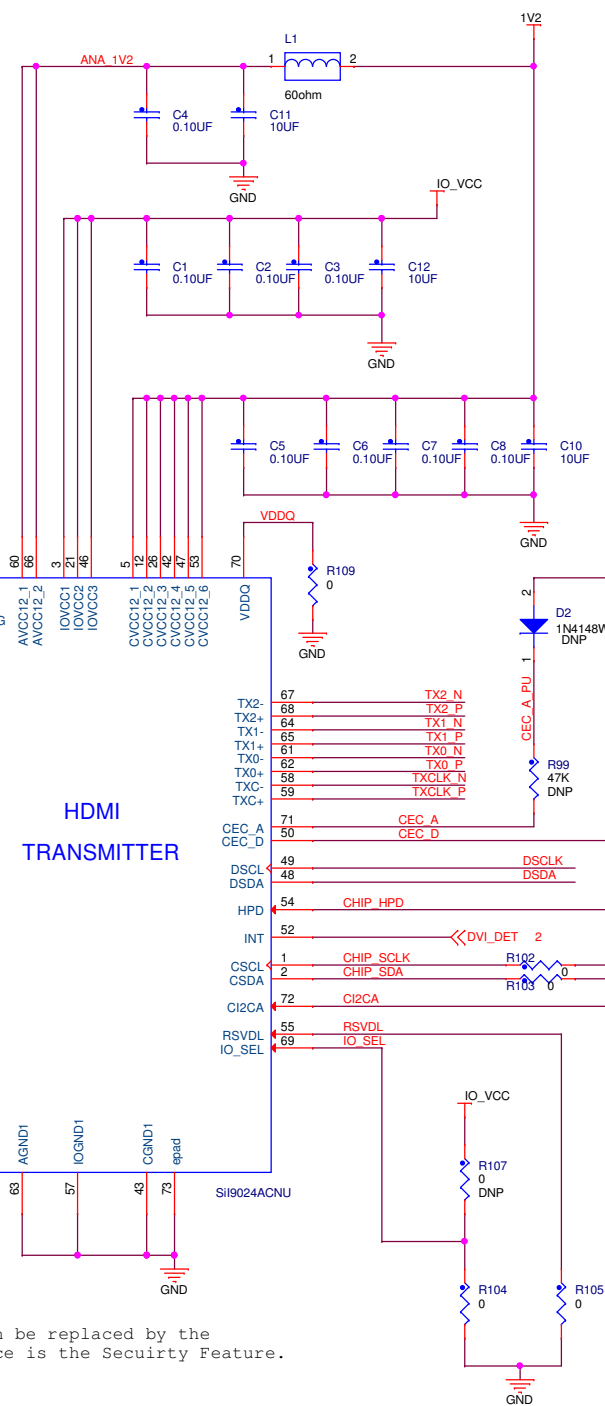 1V2
L1
ANA_1V2
1
2
60ohm
C4
0.10UF
C11
10UF
GND
IO_VCC
C1
0.10UF
C2
0.10UF
C3
0.10UF
C12
10UF
GND
C5
0.10UF
C6
0.10UF
C7
0.10UF
C8
0.10UF
C10
10UF
GND
VDDQ
60
66
3
21
46
5
12
26
42
47
53
70
R109
0
GND
AVCC12_1
AVCC12_2
IOVCC1
IOVCC2
IOVCC3
CVCC12_1
CVCC12_2
CVCC12_3
CVCC12_4
CVCC12_5
CVCC12_6
VDDQ
2
D2
1N4148W
DNP
1
CEC_A_PU
R99
47K
DNP
TX2- 67 TX2_N
TX2+ 68 TX2_P
TX1- 64 TX1_N
TX1+ 65 TX1_P
TX0- 61 TX0_N
TX0+ 62 TX0_P
TXC- 58 TXCLK_N
TXC+ 59 TXCLK_P
HDMI
TRANSMITTER
CEC_A 71 CEC_A
CEC_D 50 CEC_D
DSCL 49 DSCLK
DSDA 48 DSDA
HPD 54 CHIP_HPD
INT 52 DVI_DET 2
CSCL 1 CHIP_SCLK R102 0
CSDA 2 CHIP_SDA R103 0
CI2CA 72 CI2CA
RSVDL 55 RSVDL
IO_SEL 69 IO_SEL
IO_VCC
R107
0
DNP
AGND1
IOGND1
CGND1
epad
63
57
43
73
SiI9024ACNU
GND
R104
0
R105
0
GND
be replaced by the
is the Secuirty Feature.